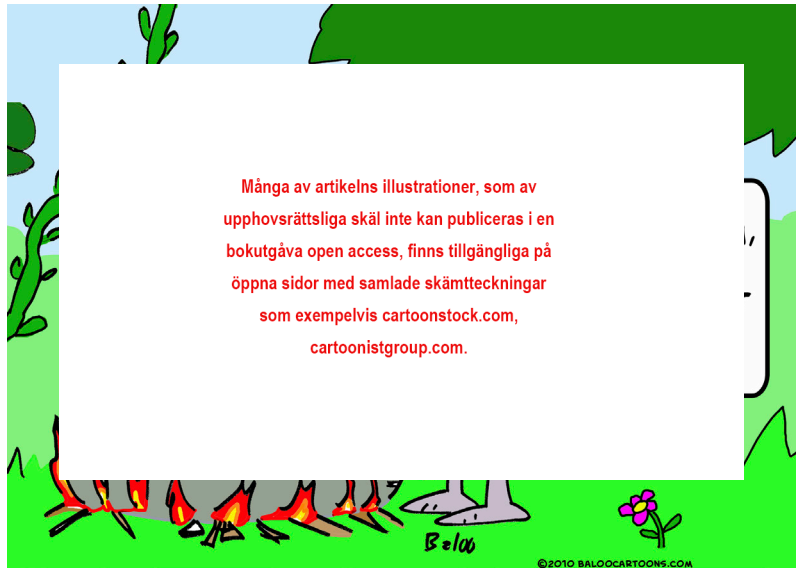 Många av artikelns illustrationer, som av
upphovsrättsliga skäl inte kan publiceras i en
bokutgåva open access, finns tillgängliga på
öppna sidor med samlade skämtteckningar
som exempelvis cartoonstock.com,
cartoonistgroup.com.
Baloo
©2010 BALOOCARTOONS.COM